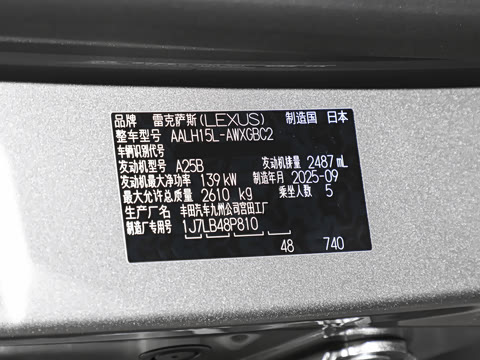 品牌 雷克萨斯(LEXUS) 制造国 日本
整车型号 AALH15L-AWXGBC2
车辆识别代号
发动机型号 A25B 发动机排量 2487 mL
发动机最大净功率 139 kW 制造年月 2025-09
最大允许总质量 2610 kg 乘坐人数 5
生产厂名 丰田汽车九州公司宫田工厂
制造厂专用号 1J7LB48P810
48 740